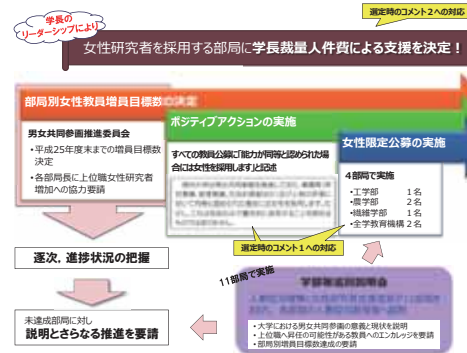 選定時のコメント2への対応
学長の
リーダーシップにより
女性研究者を採用する部局に学長裁量人件費による支援を決定！
部局別女性教員増員目標数の決定
男女共同参画推進委員会
・平成25年度末までの増員目標数
決定
・各部局長に上位職女性研究者
増加への協力要請
ポジティブアクションの実施
すべての教員公募に「能力が同等と認められた場
合には女性を採用します」と記述
女性限定公募の実施
4部局で実施
・工学部 1名
・農学部 2名
・繊維学部 1名
・全学教育機構 2名
選定時のコメント1への対応
逐次、進捗状況の把握
11部局で実施
学部等巡回説明会
・大学における男女共同参画の意義と現状を説明
・上位職へ昇任の可能性がある教員へエンカレッジを要請
・部局別増員目標達成の要請
未達成部局に対し
説明とさらなる推進を要請